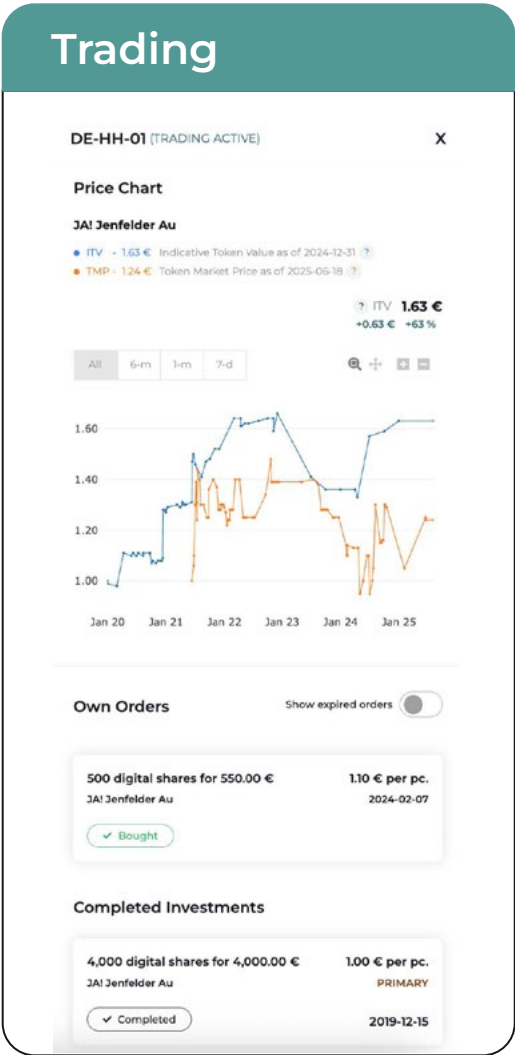 Trading
DE-HH-01 (TRADING ACTIVE) X
Price Chart
JA! Jenfelder Au
ITV - 1.63 € Indicative Token Value as of 2024-12-31 ?
TMP - 1.24 € Token Market Price as of 2025-06-18 ?
? ITV 1.63 €
+0.63 € +63 %
All 6-m 1-m 7-d
1.60
1.40
1.20
1.00
Jan 20 Jan 21 Jan 22 Jan 23 Jan 24 Jan 25
Own Orders Show expired orders
500 digital shares for 550.00 € 1.10 € per pc.
JA! Jenfelder Au 2024-02-07
✓ Bought
Completed Investments
4,000 digital shares for 4,000.00 € 1.00 € per pc.
JA! Jenfelder Au PRIMARY
✓ Completed 2019-12-15